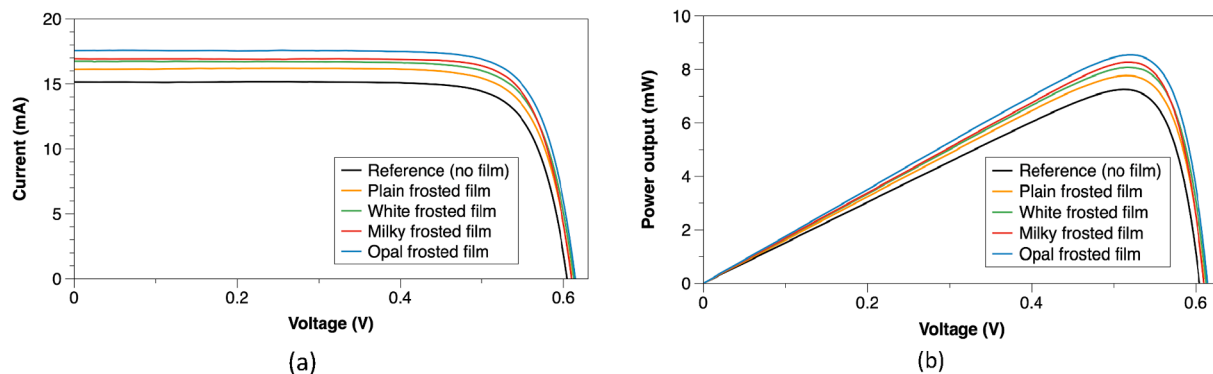 20
15
10
5
0
Current (mA)
Reference (no film)
Plain frosted film
White frosted film
Milky frosted film
Opal frosted film
0
0.2
0.4
0.6
Voltage (V)
(a)
10
8
6
4
2
0
Power output (mW)
Reference (no film)
Plain frosted film
White frosted film
Milky frosted film
Opal frosted film
0
0.2
0.4
0.6
Voltage (V)
(b)